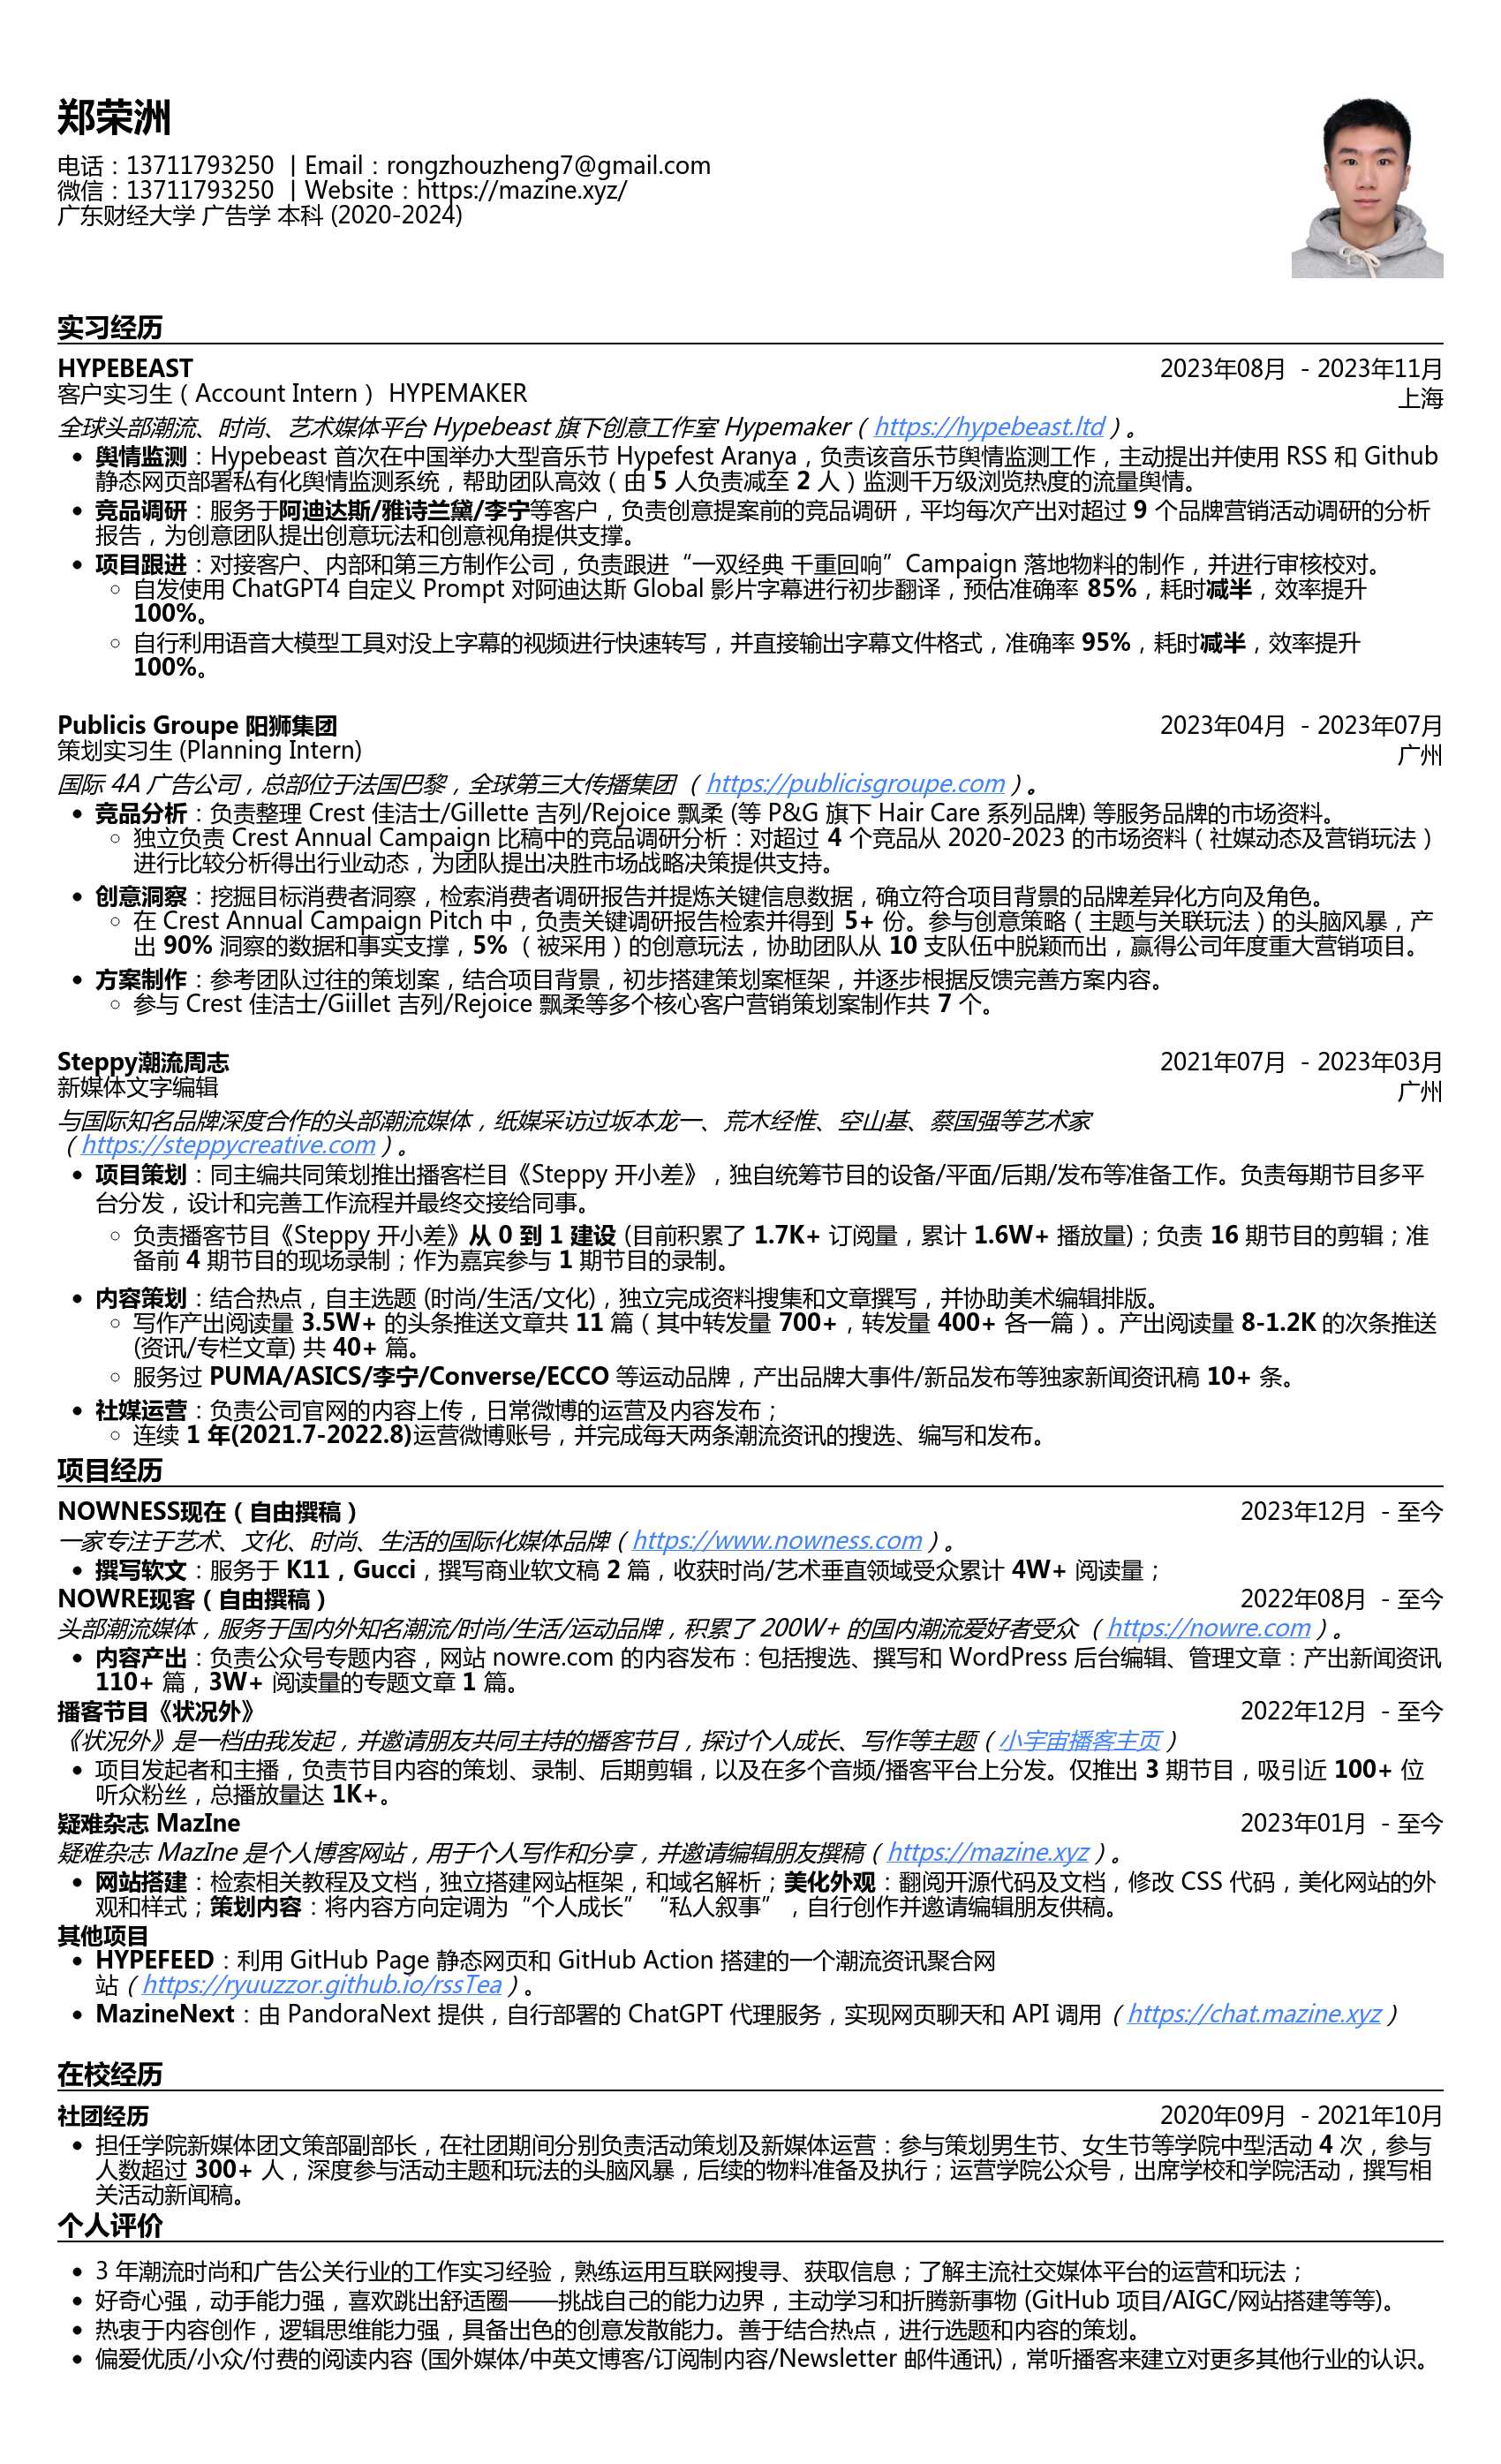 郑荣洲
电话：13711793250 | Email：rongzhouzheng7@gmail.com
微信：13711793250 | Website：https://mazine.xyz/
广东财经大学 广告学 本科 (2020-2024)
实习经历
HYPEBEAST 2023年08月 - 2023年11月
客户实习生（Account Intern） HYPEMAKER 上海
全球头部潮流、时尚、艺术媒体平台 Hypebeast 旗下创意工作室 Hypemaker（https://hypebeast.ltd）。
• 舆情监测：Hypebeast 首次在中国举办大型音乐节 Hypefest Aranya，负责该音乐节舆情监测工作，主动提出并使用 RSS 和 Github
静态网页部署私有化舆情监测系统，帮助团队高效（由 5 人负责减至 2 人）监测千万级浏览热度的流量舆情。
• 竞品调研：服务于阿迪达斯/雅诗兰黛/李宁等客户，负责创意提案前的竞品调研，平均每次产出对超过 9 个品牌营销活动调研的分析
报告，为创意团队提出创意玩法和创意视角提供支撑。
• 项目跟进：对接客户、内部和第三方制作公司，负责跟进“一双经典 千重回响”Campaign 落地物料的制作，并进行审核校对。
◦ 自发使用 ChatGPT4 自定义 Prompt 对阿迪达斯 Global 影片字幕进行初步翻译，预估准确率 85%，耗时减半，效率提升
100%。
◦ 自行利用语音大模型工具对没上字幕的视频进行快速转写，并直接输出字幕文件格式，准确率 95%，耗时减半，效率提升
100%。
Publicis Groupe 阳狮集团 2023年04月 - 2023年07月
策划实习生 (Planning Intern) 广州
国际 4A 广告公司，总部位于法国巴黎，全球第三大传播集团 （https://publicisgroupe.com）。
• 竞品分析：负责整理 Crest 佳洁士/Gillette 吉列/Rejoice 飘柔 (等 P&G 旗下 Hair Care 系列品牌) 等服务品牌的市场资料。
◦ 独立负责 Crest Annual Campaign 比稿中的竞品调研分析：对超过 4 个竞品从 2020-2023 的市场资料（社媒动态及营销玩法）
进行比较分析得出行业动态，为团队提出决胜市场战略决策提供支持。
• 创意洞察：挖掘目标消费者洞察，检索消费者调研报告并提炼关键信息数据，确立符合项目背景的品牌差异化方向及角色。
◦ 在 Crest Annual Campaign Pitch 中，负责关键调研报告检索并得到 5+ 份。参与创意策略（主题与关联玩法）的头脑风暴，产
出 90% 洞察的数据和事实支撑，5% （被采用）的创意玩法，协助团队从 10 支队伍中脱颖而出，赢得公司年度重大营销项目。
• 方案制作：参考团队过往的策划案，结合项目背景，初步搭建策划案框架，并逐步根据反馈完善方案内容。
◦ 参与 Crest 佳洁士/Giillet 吉列/Rejoice 飘柔等多个核心客户营销策划案制作共 7 个。
Steppy潮流周志 2021年07月 - 2023年03月
新媒体文字编辑 广州
与国际知名品牌深度合作的头部潮流媒体，纸媒采访过坂本龙一、荒木经惟、空山基、蔡国强等艺术家
（https://steppycreative.com）。
• 项目策划：同主编共同策划推出播客栏目《Steppy 开小差》，独自统筹节目的设备/平面/后期/发布等准备工作。负责每期节目多平
台分发，设计和完善工作流程并最终交接给同事。
◦ 负责播客节目《Steppy 开小差》从 0 到 1 建设 (目前积累了 1.7K+ 订阅量，累计 1.6W+ 播放量)；负责 16 期节目的剪辑；准
备前 4 期节目的现场录制；作为嘉宾参与 1 期节目的录制。
• 内容策划：结合热点，自主选题 (时尚/生活/文化)，独立完成资料搜集和文章撰写，并协助美术编辑排版。
◦ 写作产出阅读量 3.5W+ 的头条推送文章共 11 篇（其中转发量 700+，转发量 400+ 各一篇）。产出阅读量 8-1.2K 的次条推送
(资讯/专栏文章) 共 40+ 篇。
◦ 服务过 PUMA/ASICS/李宁/Converse/ECCO 等运动品牌，产出品牌大事件/新品发布等独家新闻资讯稿 10+ 条。
• 社媒运营：负责公司官网的内容上传，日常微博的运营及内容发布；
◦ 连续 1 年(2021.7-2022.8)运营微博账号，并完成每天两条潮流资讯的搜选、编写和发布。
项目经历
NOWNESS现在（自由撰稿） 2023年12月 - 至今
一家专注于艺术、文化、时尚、生活的国际化媒体品牌（https://www.nowness.com）。
• 撰写软文：服务于 K11，Gucci，撰写商业软文稿 2 篇，收获时尚/艺术垂直领域受众累计 4W+ 阅读量；
NOWRE现客（自由撰稿） 2022年08月 - 至今
头部潮流媒体，服务于国内外知名潮流/时尚/生活/运动品牌，积累了 200W+ 的国内潮流爱好者受众 （https://nowre.com）。
• 内容产出：负责公众号专题内容，网站 nowre.com 的内容发布：包括搜选、撰写和 WordPress 后台编辑、管理文章：产出新闻资讯
110+ 篇，3W+ 阅读量的专题文章 1 篇。
播客节目《状况外》 2022年12月 - 至今
《状况外》是一档由我发起，并邀请朋友共同主持的播客节目，探讨个人成长、写作等主题（小宇宙播客主页）
• 项目发起者和主播，负责节目内容的策划、录制、后期剪辑，以及在多个音频/播客平台上分发。仅推出 3 期节目，吸引近 100+ 位
听众粉丝，总播放量达 1K+。
疑难杂志 MazIne 2023年01月 - 至今
疑难杂志 MazIne 是个人博客网站，用于个人写作和分享，并邀请编辑朋友撰稿（https://mazine.xyz）。
• 网站搭建：检索相关教程及文档，独立搭建网站框架，和域名解析；美化外观：翻阅开源代码及文档，修改 CSS 代码，美化网站的外
观和样式；策划内容：将内容方向定调为“个人成长”“私人叙事”，自行创作并邀请编辑朋友供稿。
其他项目
• HYPEFEED：利用 GitHub Page 静态网页和 GitHub Action 搭建的一个潮流资讯聚合网
站（https://ryuuzzor.github.io/rssTea）。
• MazineNext：由 PandoraNext 提供，自行部署的 ChatGPT 代理服务，实现网页聊天和 API 调用（https://chat.mazine.xyz）
在校经历
社团经历 2020年09月 - 2021年10月
• 担任学院新媒体团文策部副部长，在社团期间分别负责活动策划及新媒体运营：参与策划男生节、女生节等学院中型活动 4 次，参与
人数超过 300+ 人，深度参与活动主题和玩法的头脑风暴，后续的物料准备及执行；运营学院公众号，出席学校和学院活动，撰写相
关活动新闻稿。
个人评价
• 3 年潮流时尚和广告公关行业的工作实习经验，熟练运用互联网搜寻、获取信息；了解主流社交媒体平台的运营和玩法；
• 好奇心强，动手能力强，喜欢跳出舒适圈——挑战自己的能力边界，主动学习和折腾新事物 (GitHub 项目/AIGC/网站搭建等等)。
• 热衷于内容创作，逻辑思维能力强，具备出色的创意发散能力。善于结合热点，进行选题和内容的策划。
• 偏爱优质/小众/付费的阅读内容 (国外媒体/中英文博客/订阅制内容/Newsletter 邮件通讯)，常听播客来建立对更多其他行业的认识。